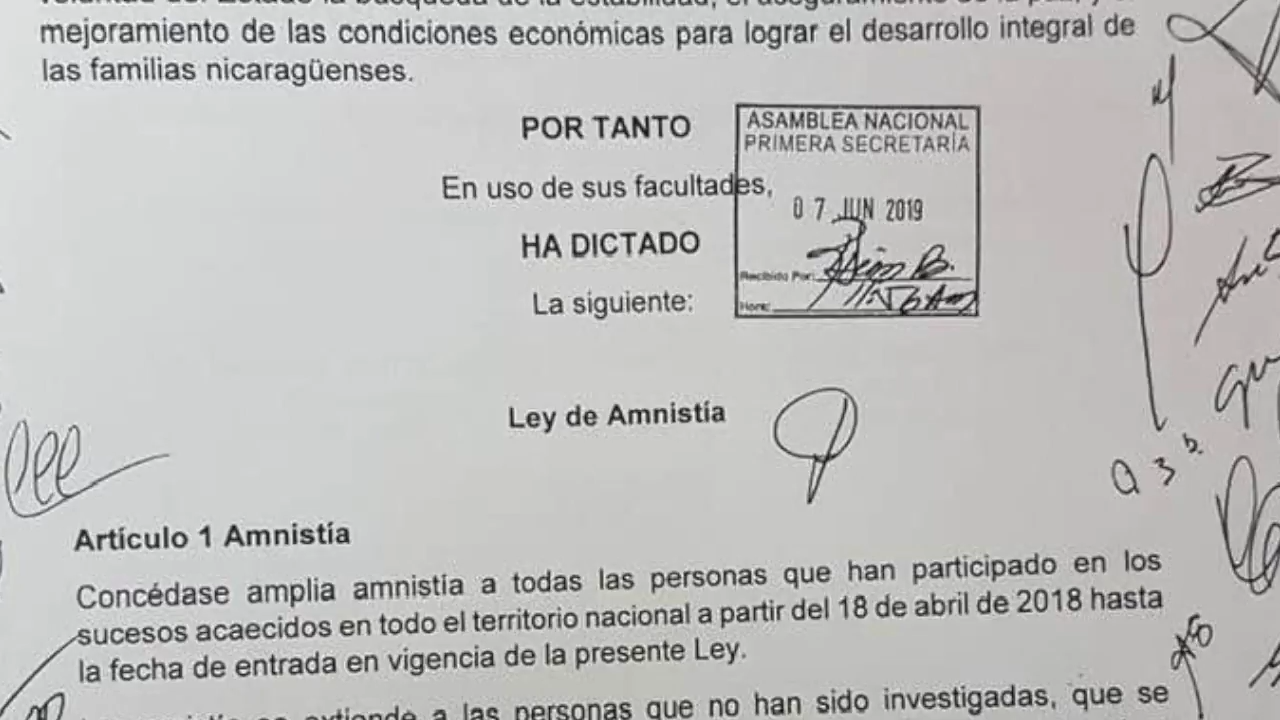 mejoramiento de las condiciones económicas para lograr el desarrollo integral de
las familias nicaragüenses.
POR TANTO
ASAMBLEA NACIONAL
PRIMERA SECRETARÍA
En uso de sus facultades,
0 7 JUN 2019
HA DICTADO
Recibido Por:
La siguiente:
Hora:
Ley de Amnistía
Artículo 1 Amnistía
Concédase amplia amnistía a todas las personas que han participado en los
sucesos acaecidos en todo el territorio nacional a partir del 18 de abril de 2018 hasta
la fecha de entrada en vigencia de la presente Ley.
extiende a las personas que no han sido investigadas, que se